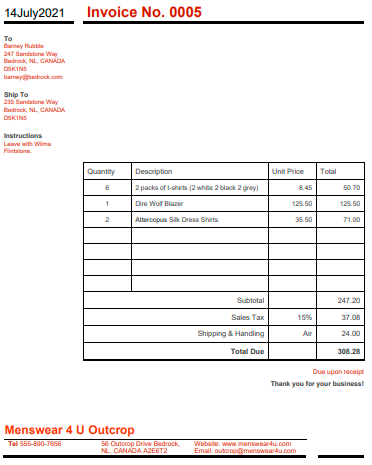 14July2021
Invoice No. 0005
To
Barney Rubble
247 Sandstone Way
Bedrock, NL, CANADA
D5K1N5
barney@bedrock.com
Ship To
235 Sandstone Way
Bedrock, NL, CANADA
D5K1N5
Instructions
Leave with Wilma
Flintstone.
Quantity Description Unit Price Total
6 2 packs of t-shirts (2 white 2 black 2 grey) 8.45 50.70
1 Dire Wolf Blazer 125.50 125.50
2 Attercopus Silk Dress Shirts 35.50 71.00
Subtotal 247.20
Sales Tax 15% 37.08
Shipping & Handling Air 24.00
Total Due 308.28
Due upon receipt
Thank you for your business!
Menswear 4 U Outcrop
Tel 555-890-7656 56 Outcrop Drive Bedrock, Website: www.menswear4u.com
NL, CANADA A2E6T2 Email: outcrop@menswear4u.com